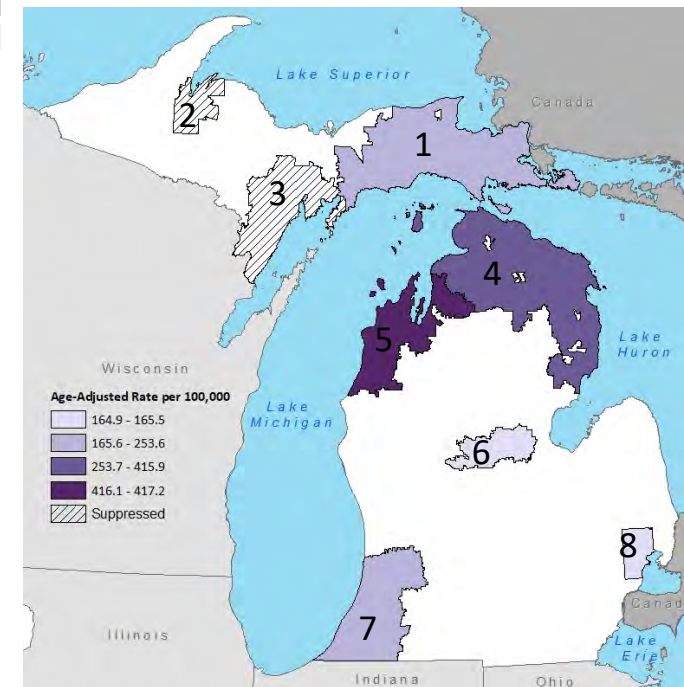 Lake Superior
Canada
2
1
3
4
5
Lake
Huron
Wisconsin
Lake
Michigan
Age-Adjusted Rate per 100,000
164.9 - 165.5
165.6 - 253.6
253.7 - 415.9
416.1 - 417.2
Suppressed
6
8
7
Canad
Illinois
Lake
Erie
Indiana
Ohio